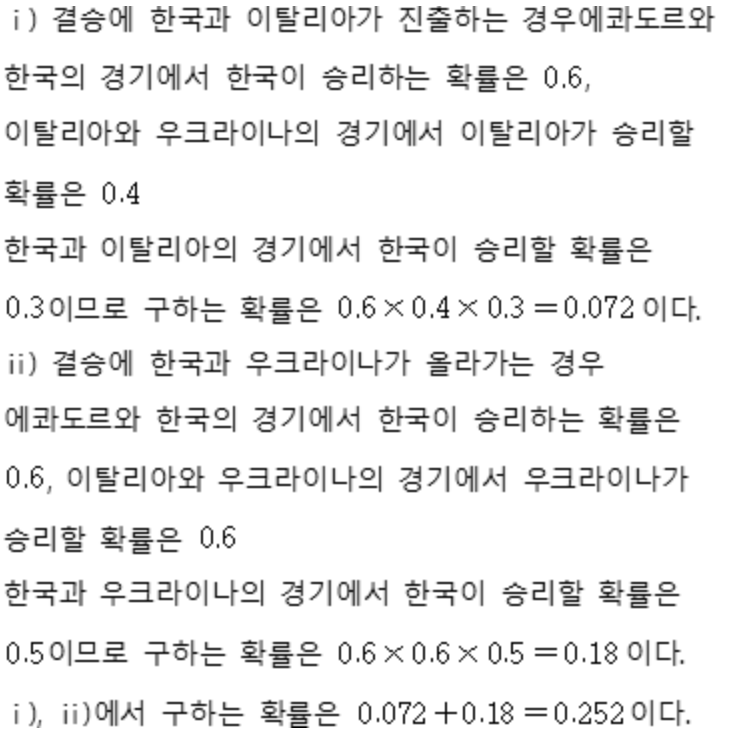 i) 결승에 한국과 이탈리아가 진출하는 경우에콰도르와
한국의 경기에서 한국이 승리하는 확률은 0.6,
이탈리아와 우크라이나의 경기에서 이탈리아가 승리할
확률은 0.4
한국과 이탈리아의 경기에서 한국이 승리할 확률은
0.3이므로 구하는 확률은 0.6×0.4×0.3=0.072이다.
ii) 결승에 한국과 우크라이나가 올라가는 경우
에콰도르와 한국의 경기에서 한국이 승리하는 확률은
0.6, 이탈리아와 우크라이나의 경기에서 우크라이나가
승리할 확률은 0.6
한국과 우크라이나의 경기에서 한국이 승리할 확률은
0.5이므로 구하는 확률은 0.6×0.6×0.5=0.18이다.
i), ii)에서 구하는 확률은 0.072+0.18=0.252이다.